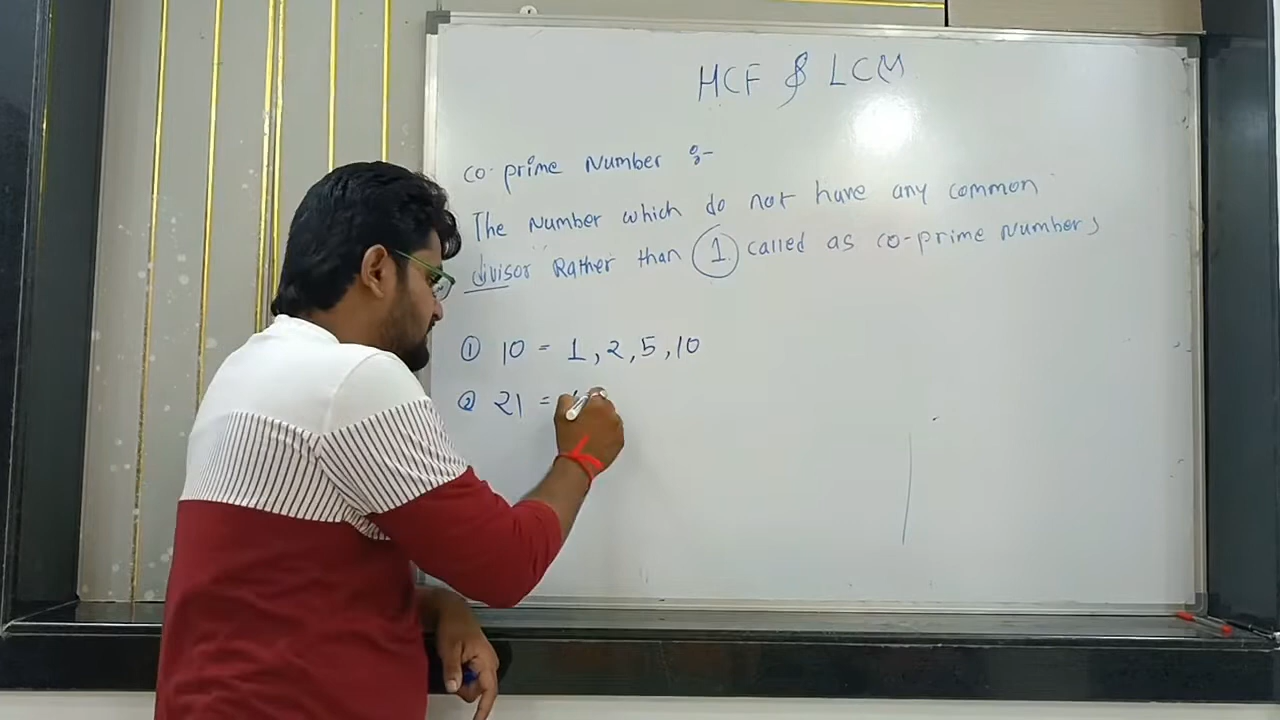 HCF & LCM
co-prime Number :-
The Number which do not have any common
divisor Rather than 1 called as co-prime numbers
① 10 = 1, 2, 5, 10
② 21 =